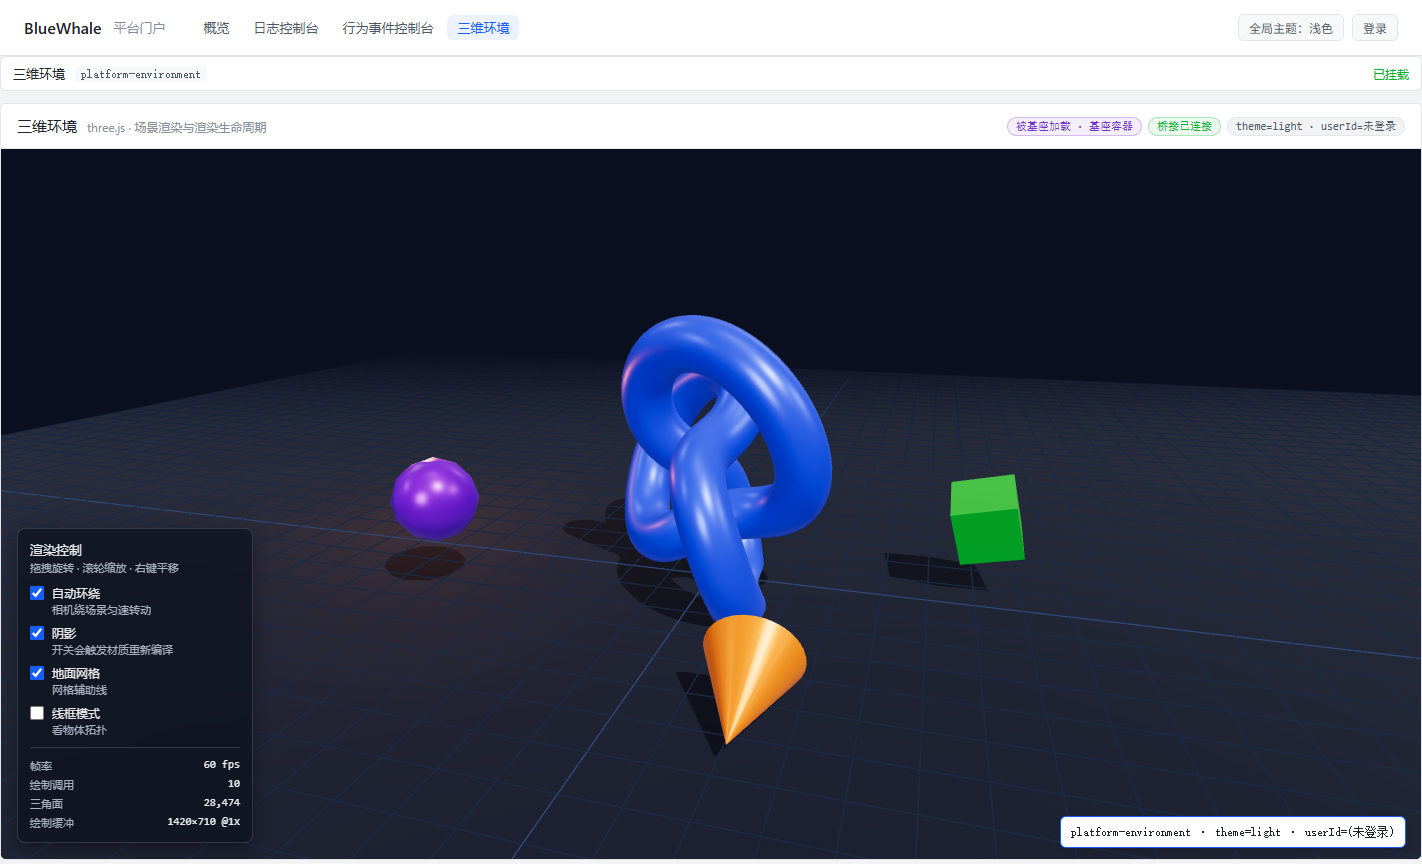 BlueWhale 平台门户 概览 日志控制台 行为事件控制台 三维环境 全局主题：浅色 登录
三维环境 platform-environment 已挂载
三维环境 three.js · 场景渲染与渲染生命周期 被基座加载 · 基座容器 桥接已连接 theme=light · userId=未登录
渲染控制
拖拽旋转 · 滚轮缩放 · 右键平移
自动环绕
相机绕场景匀速转动
阴影
开关会触发材质重新编译
地面网格
网格辅助线
线框模式
看物体拓扑
帧率 60 fps
绘制调用 10
三角面 28,474
绘制缓冲 1420×710 @1x
platform-environment · theme=light · userId=(未登录)